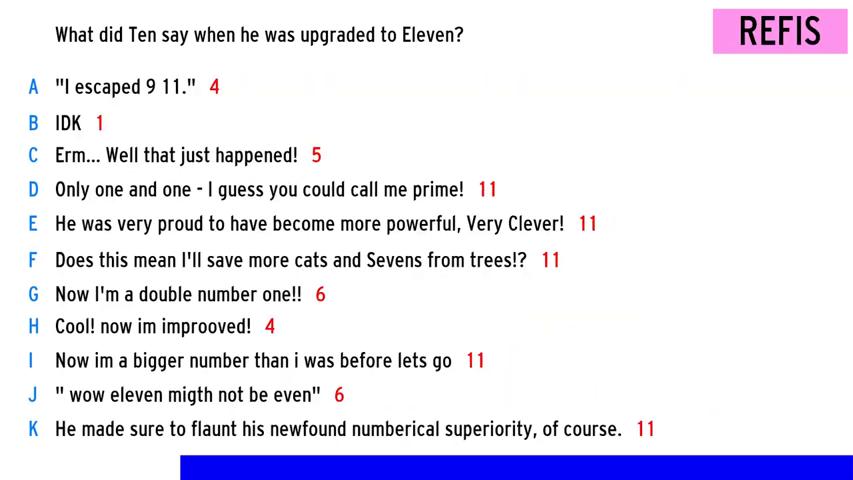 What did Ten say when he was upgraded to Eleven?
REFIS
A "I escaped 9 11." 4
B IDK 1
C Erm... Well that just happened! 5
D Only one and one - I guess you could call me prime! 11
E He was very proud to have become more powerful, Very Clever! 11
F Does this mean I'll save more cats and Sevens from trees!? 11
G Now I'm a double number one!! 6
H Cool! now im improoved! 4
I Now im a bigger number than i was before lets go 11
J " wow eleven migth not be even" 6
K He made sure to flaunt his newfound numberical superiority, of course. 11